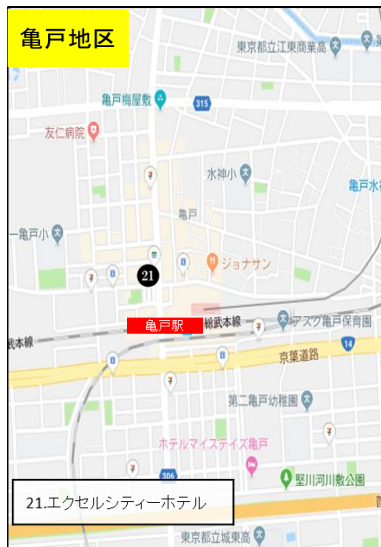 亀戸地区
東京都立江東商業高
亀戸梅屋敷
315
友仁病院
水神小
亀戸水
亀戸
一亀戸小
ジョナサン
21
亀戸駅
総武本線
アスク亀戸保育園
武本線
京葉道路
14
第二亀戸幼稚園
ホテルマイステイズ亀戸
306
竪川河川敷公園
21.エクセルシティーホテル
東京都立城東高